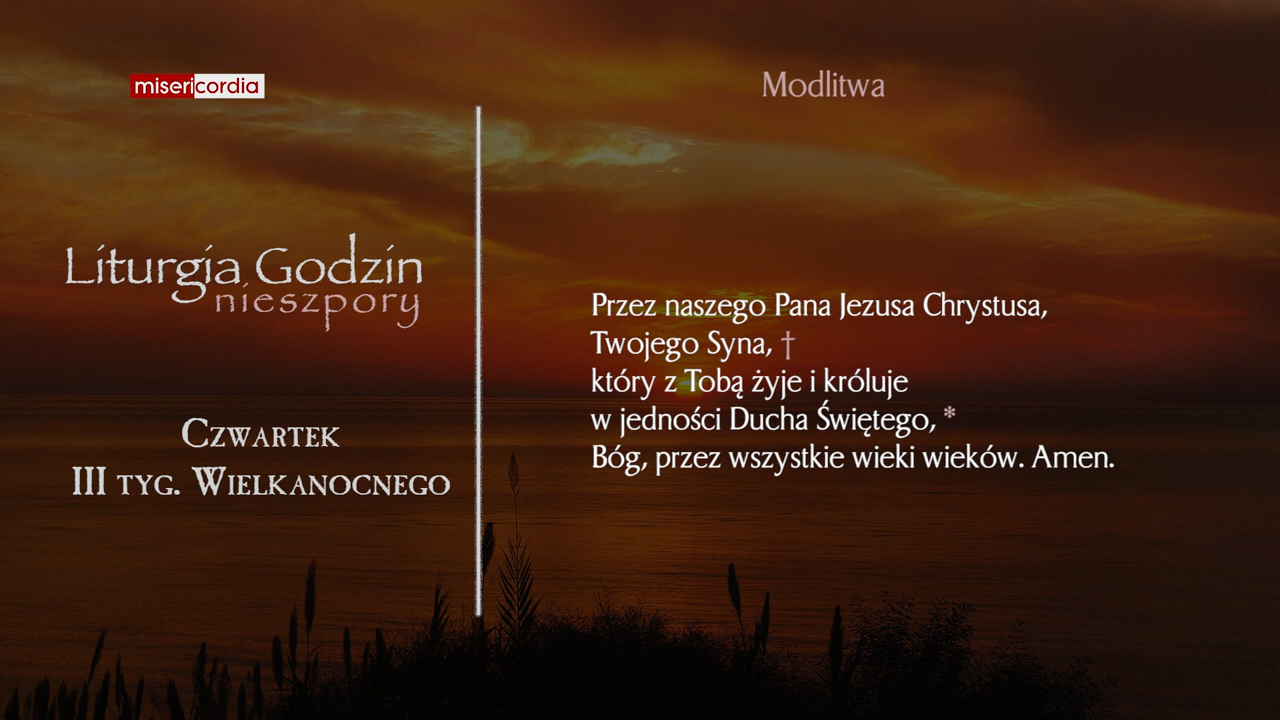 misericordia
Modlitwa
Liturgia Godzin
nieszpory
Czwartek
III tyg. Wielkanocnego
Przez naszego Pana Jezusa Chrystusa,
Twojego Syna, †
który z Tobą żyje i króluje
w jedności Ducha Świętego, *
Bóg, przez wszystkie wieki wieków. Amen.